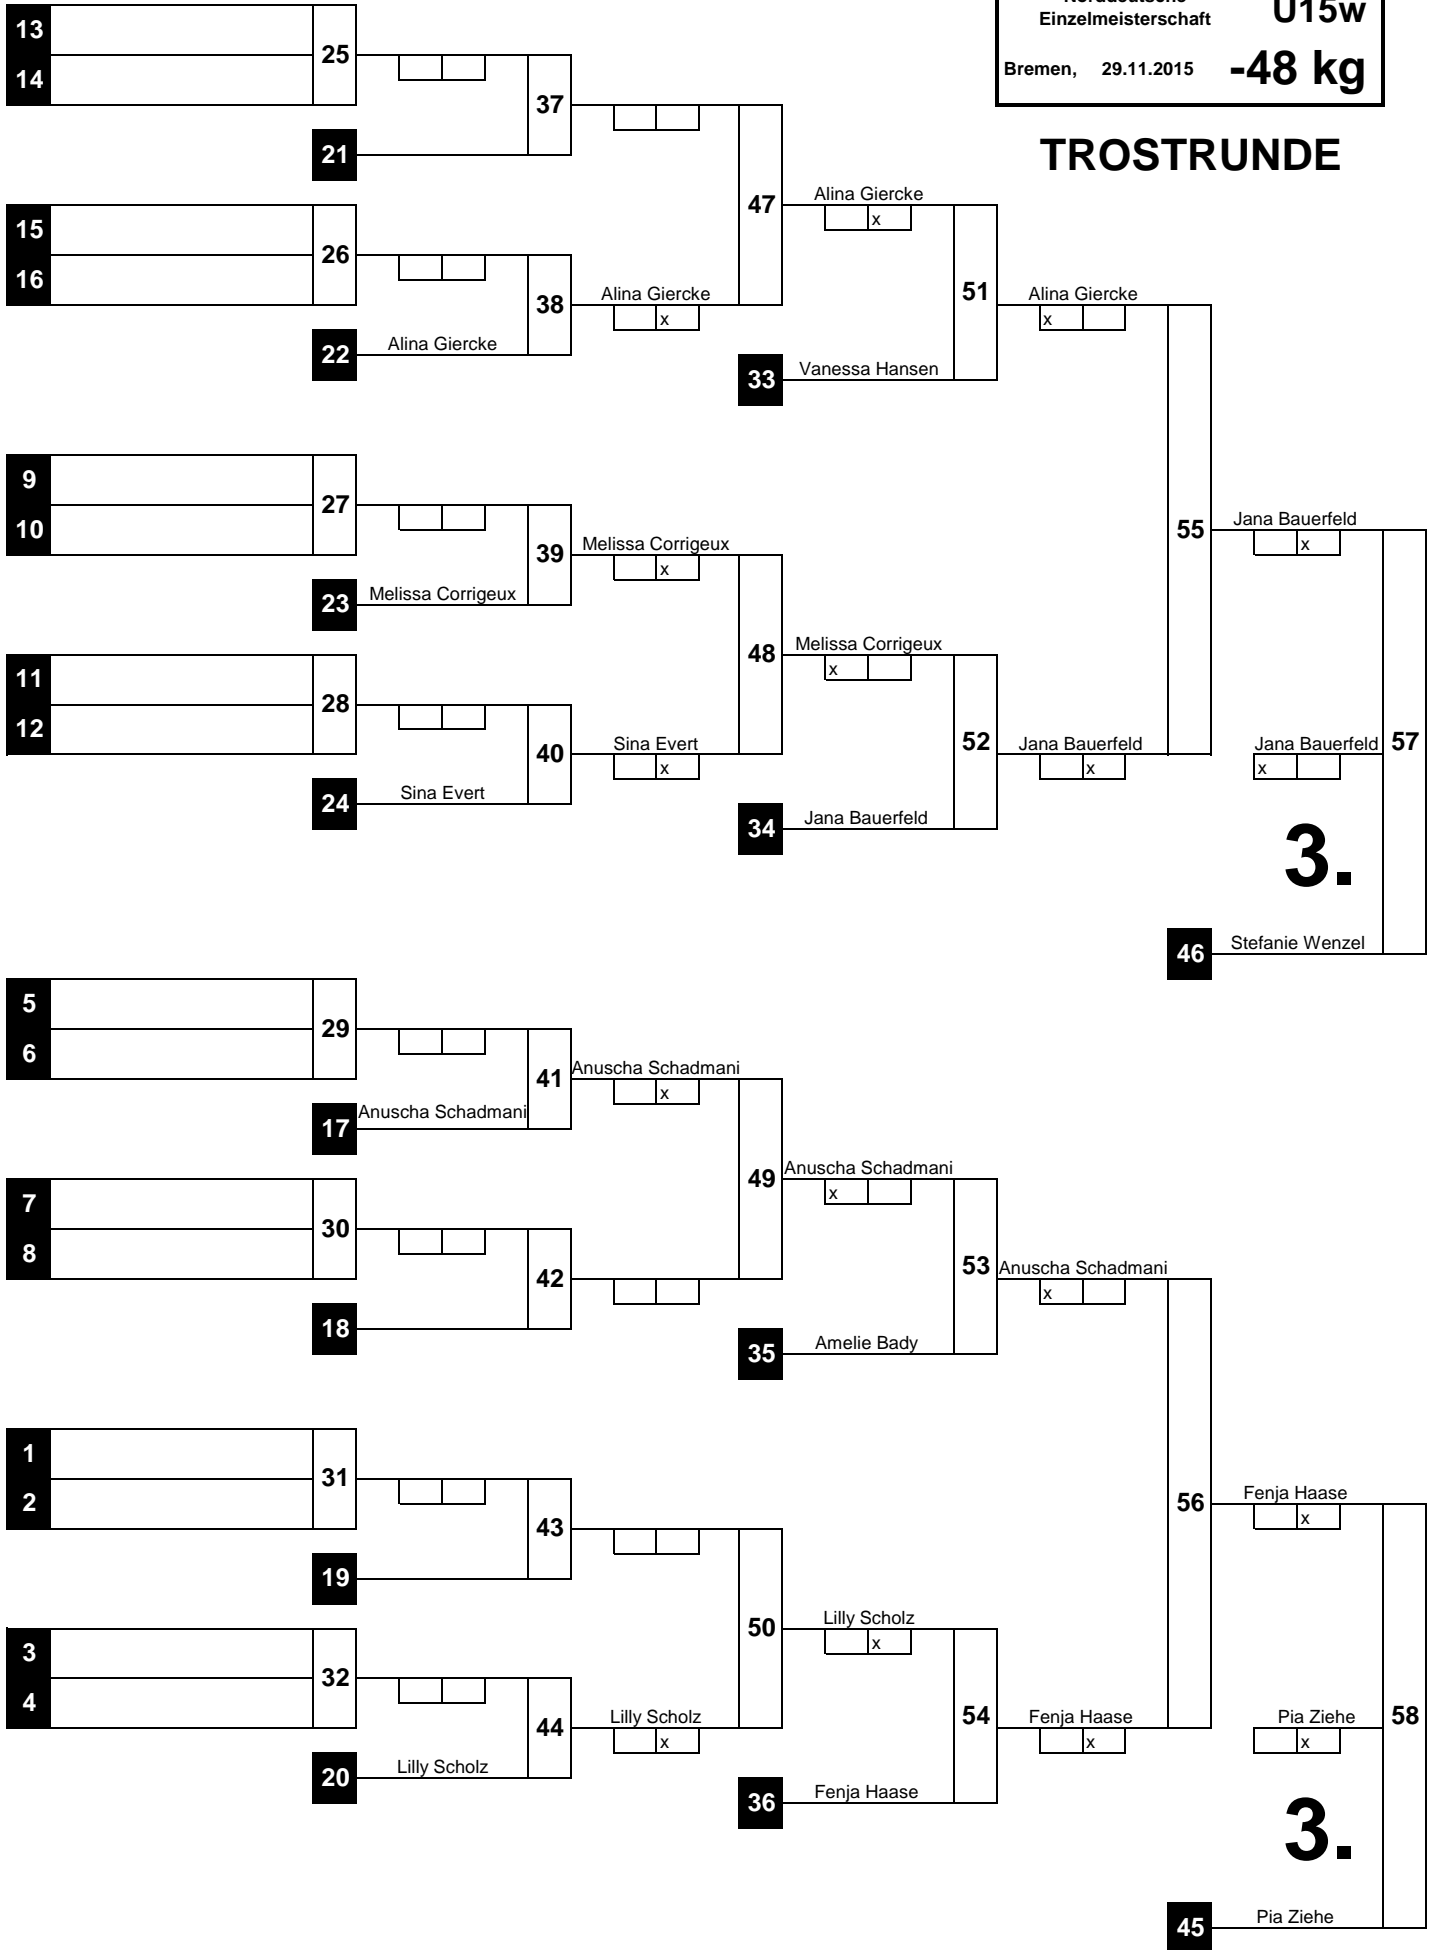 Norddeutsche
Einzelmeisterschaft
U15w
Bremen, 29.11.2015
-48 kg
TROSTRUNDE
13
14
25
37
21
47
Alina Giercke
x
15
16
26
38
Alina Giercke
x
22
Alina Giercke
51
Alina Giercke
x
33
Vanessa Hansen
9
10
27
39
Melissa Corrigeux
x
23
Melissa Corrigeux
48
Melissa Corrigeux
x
11
12
28
40
Sina Evert
x
24
Sina Evert
52
Jana Bauerfeld
x
34
Jana Bauerfeld
55
Jana Bauerfeld
x
Jana Bauerfeld
x
57
3.
46
Stefanie Wenzel
5
6
29
41
Anuscha Schadmani
x
17
Anuscha Schadmani
49
Anuscha Schadmani
x
7
8
30
42
18
53
Anuscha Schadmani
x
35
Amelie Bady
1
2
31
43
19
50
Lilly Scholz
x
3
4
32
44
Lilly Scholz
x
20
Lilly Scholz
54
Fenja Haase
x
36
Fenja Haase
56
Fenja Haase
x
Pia Ziehe
x
58
3.
45
Pia Ziehe